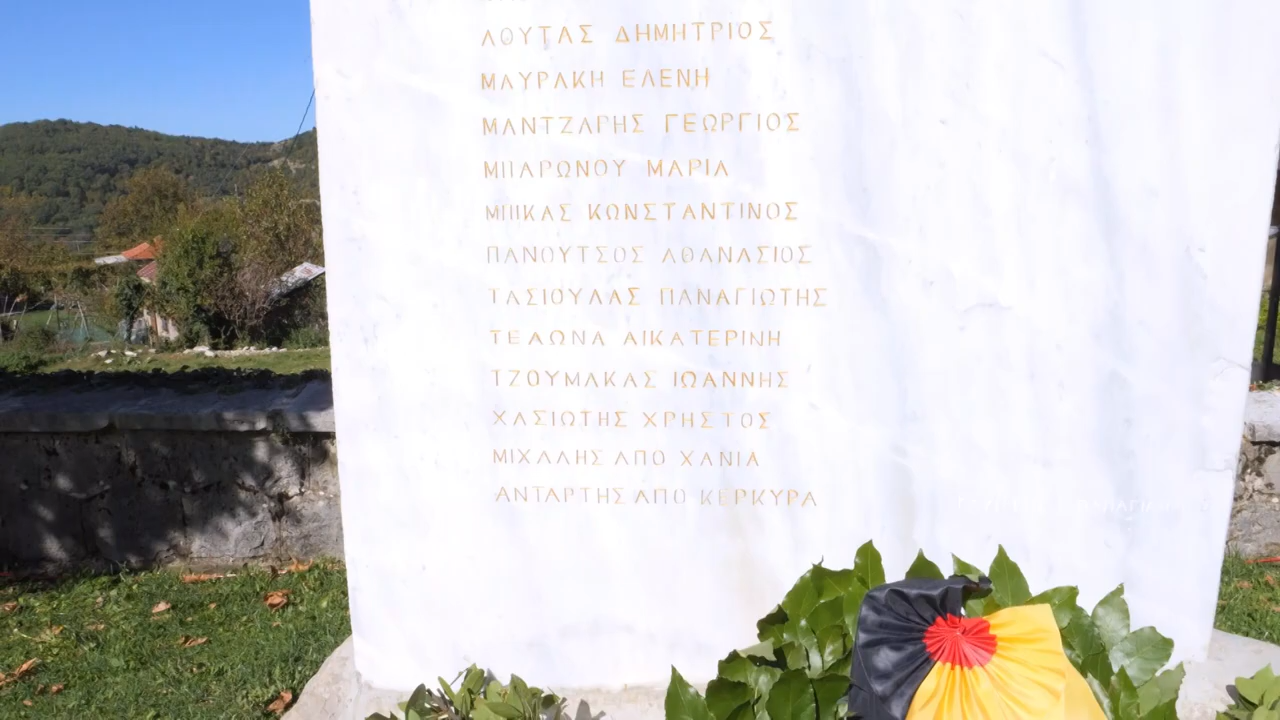 ΛΟΥΤΑΣ ΔΗΜΗΤΡΙΟΣ
ΜΑΥΡΑΚΗ ΕΛΕΝΗ
ΜΑΝΤΖΑΡΗΣ ΓΕΩΡΓΙΟΣ
ΜΠΑΡΩΝΟΥ ΜΑΡΙΑ
ΜΠΙΚΑΣ ΚΩΝΣΤΑΝΤΙΝΟΣ
ΠΑΝΟΥΤΣΟΣ ΑΘΑΝΑΣΙΟΣ
ΤΑΣΙΟΥΛΑΣ ΠΑΝΑΓΙΩΤΗΣ
ΤΕΛΩΝΑ ΑΙΚΑΤΕΡΙΝΗ
ΤΖΟΥΜΑΚΑΣ ΙΩΑΝΝΗΣ
ΧΑΣΙΩΤΗΣ ΧΡΗΣΤΟΣ
ΜΙΧΑΛΗΣ ΑΠΟ ΧΑΝΙΑ
ΑΝΤΑΡΤΗΣ ΑΠΟ ΚΕΡΚΥΡΑ